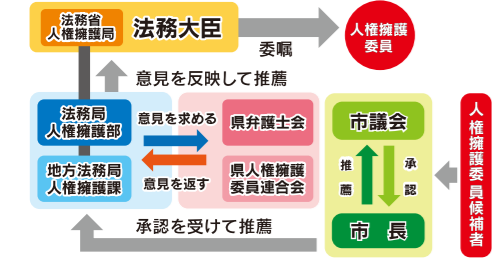 法務省
人権擁護局
法務大臣
委嘱
人権擁護
委員
意見を反映して推薦
法務局
人権擁護部
意見を求める
県弁護士会
市議会
地方法務局
人権擁護課
意見を返す
県人権擁護
委員連合会
推薦
承認
市長
承認を受けて推薦
人権擁護委員候補者